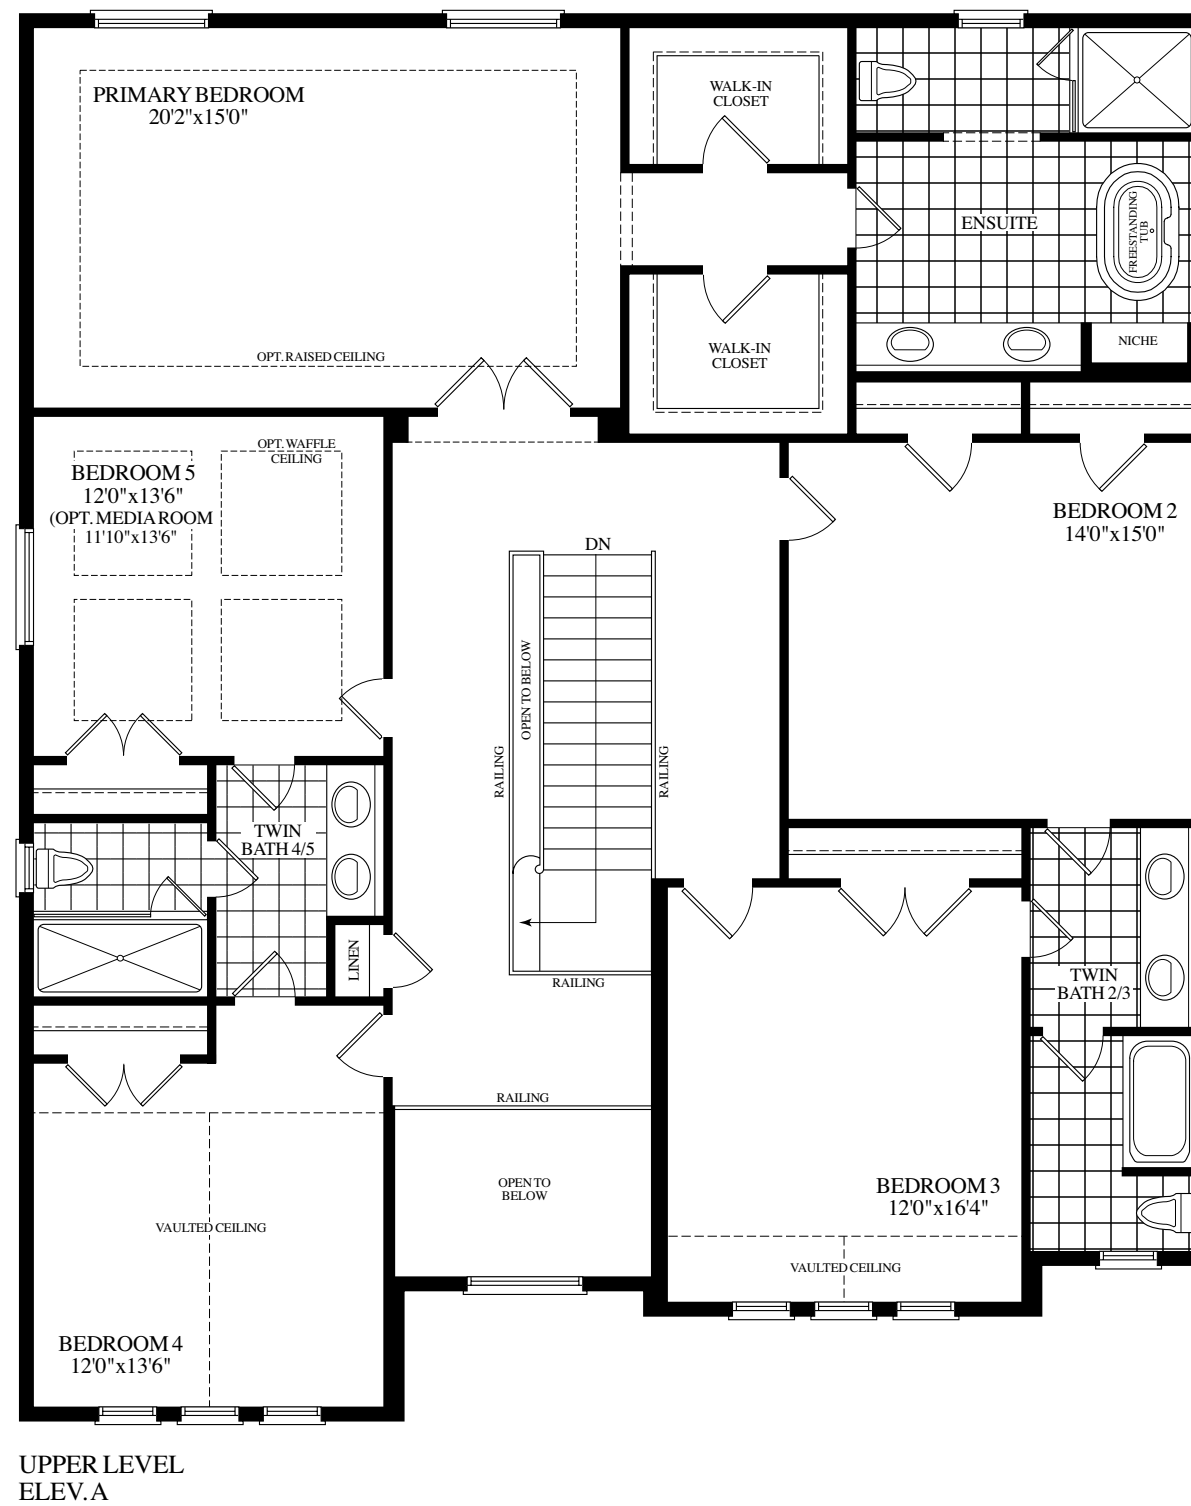 PRIMARY BEDROOM
20'2"x15'0"
OPT. RAISED CEILING
WALK-IN
CLOSET
WALK-IN
CLOSET
ENSUITE
FREESTANDING
TUB
NICHE
OPT. WAFFLE
CEILING
BEDROOM 5
12'0"x13'6"
(OPT. MEDIA ROOM
11'10"x13'6"
BEDROOM 2
14'0"x15'0"
DN
OPEN TO BELOW
RAILING
RAILING
RAILING
TWIN
BATH 4/5
LINEN
TWIN
BATH 2/3
RAILING
OPEN TO
BELOW
BEDROOM 3
12'0"x16'4"
VAULTED CEILING
VAULTED CEILING
BEDROOM 4
12'0"x13'6"
UPPER LEVEL
ELEV. A